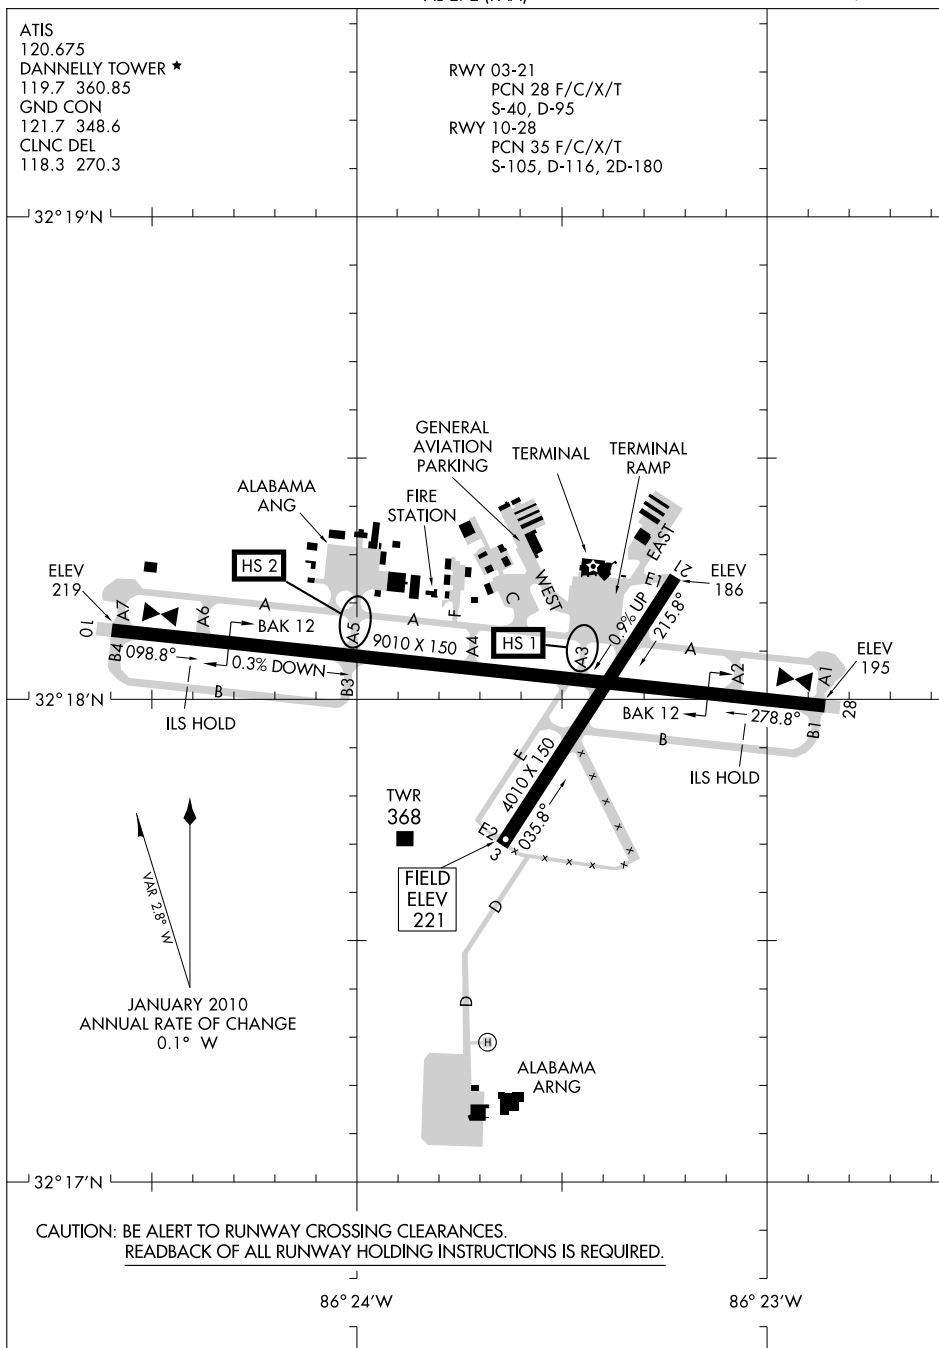 ATIS
120.675
DANNELLY TOWER ★
119.7 360.85
GND CON
121.7 348.6
CLNC DEL
118.3 270.3
RWY 03-21
PCN 28 F/C/X/T
S-40, D-95
RWY 10-28
PCN 35 F/C/X/T
S-105, D-116, 2D-180
32° 19'N
GENERAL
AVIATION
PARKING
TERMINAL
TERMINAL
RAMP
ALABAMA
ANG
FIRE
STATION
EAST
WEST
HS 2
ELEV
219
ELEV
186
21
E1
A7
A6
A
A5
A
F
C
A4
HS 1
A3
0.9% UP
215.8°
A
A2
A1
ELEV
195
10
BAK 12
9010 X 150
B4
098.8°
0.3% DOWN
B3
B
ILS HOLD
32° 18'N
BAK 12
278.8°
28
B1
B
ILS HOLD
E
4010 X 150
035.8°
E2
3
TWR
368
FIELD
ELEV
221
D
D
VAR 2.8° W
JANUARY 2010
ANNUAL RATE OF CHANGE
0.1° W
H
ALABAMA
ARNG
32° 17'N
CAUTION: BE ALERT TO RUNWAY CROSSING CLEARANCES.
READBACK OF ALL RUNWAY HOLDING INSTRUCTIONS IS REQUIRED.
86° 24'W
86° 23'W